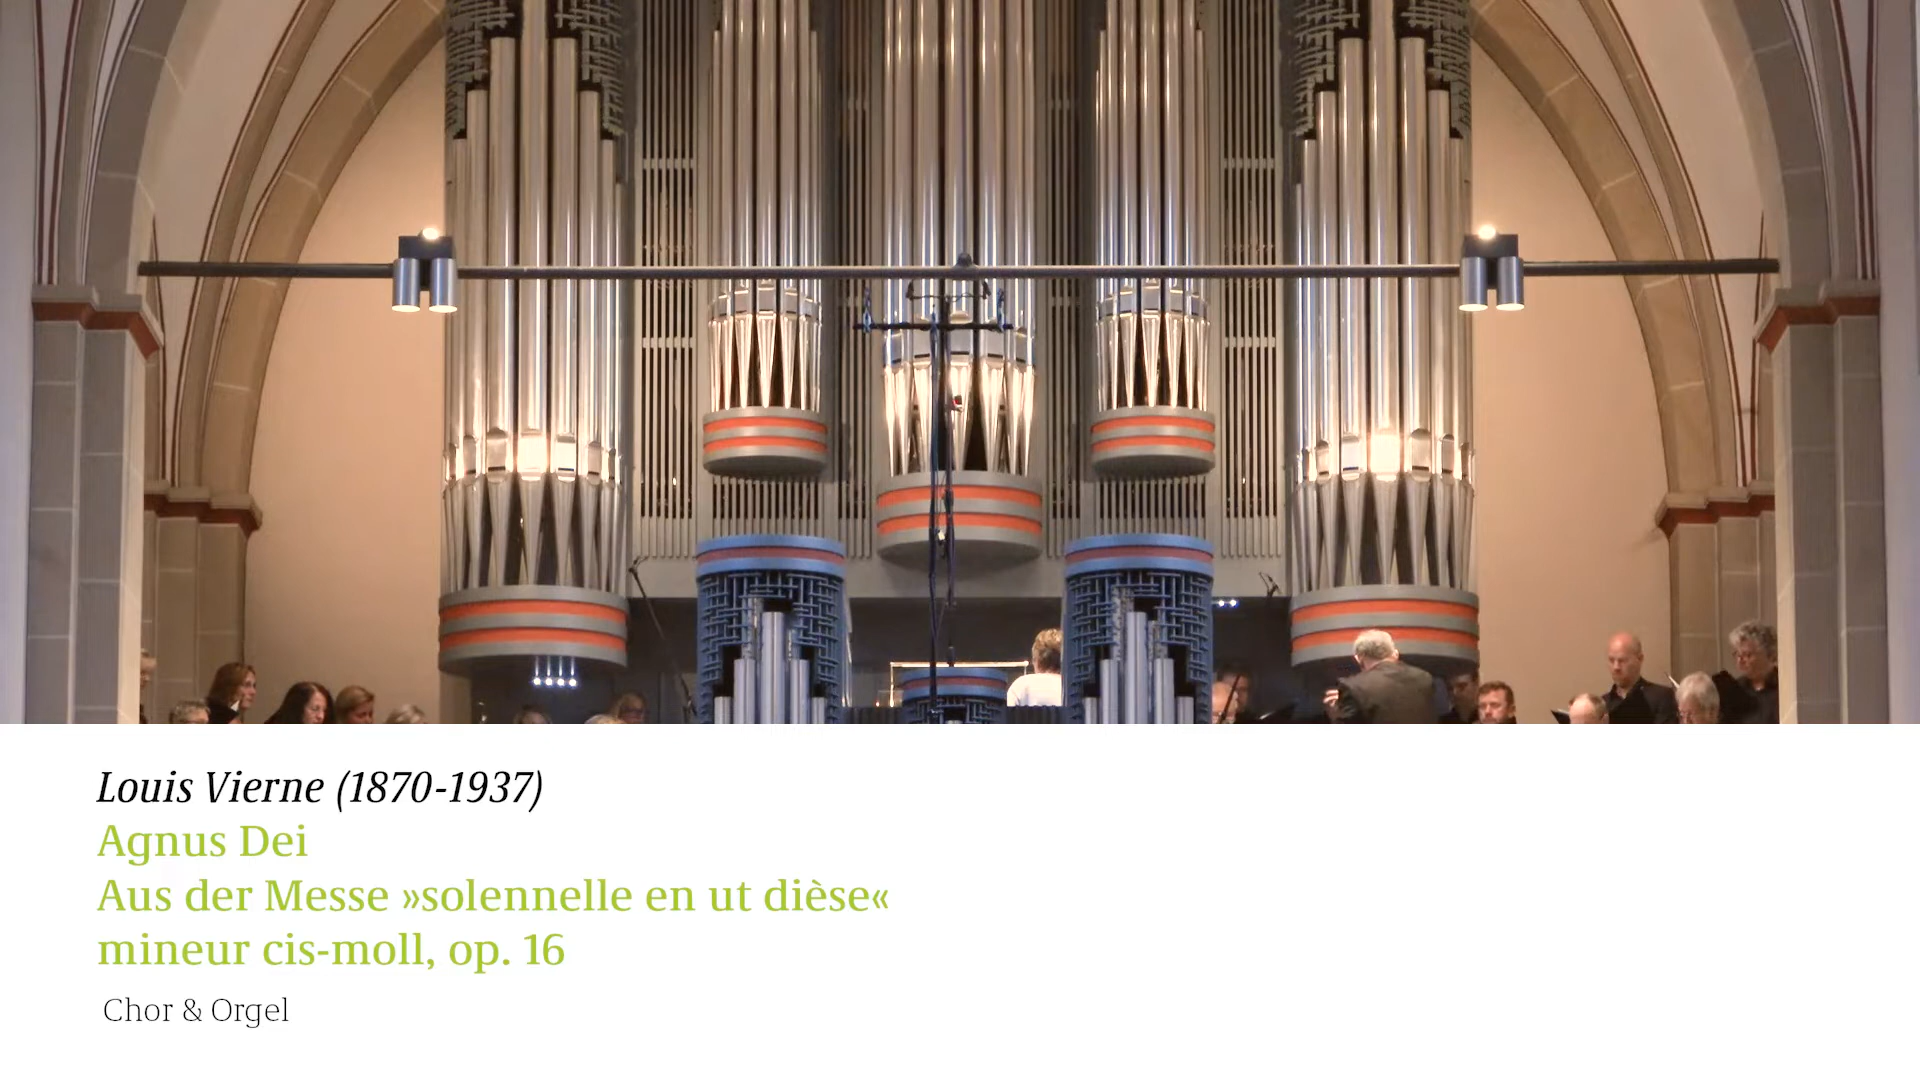 Louis Vierne (1870-1937)
Agnus Dei
Aus der Messe »solennelle en ut dièse«
mineur cis-moll, op. 16
Chor & Orgel